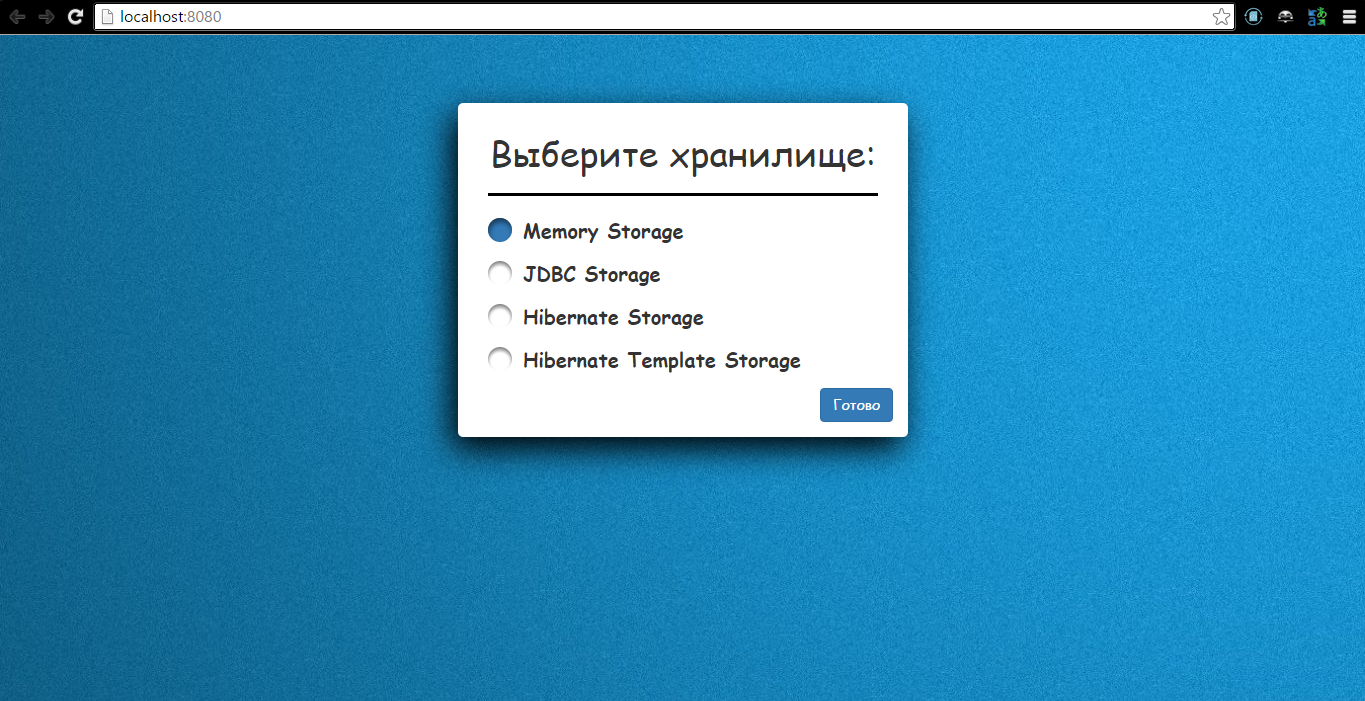 localhost:8080
Выберите хранилище:
Memory Storage
JDBC Storage
Hibernate Storage
Hibernate Template Storage
Готово